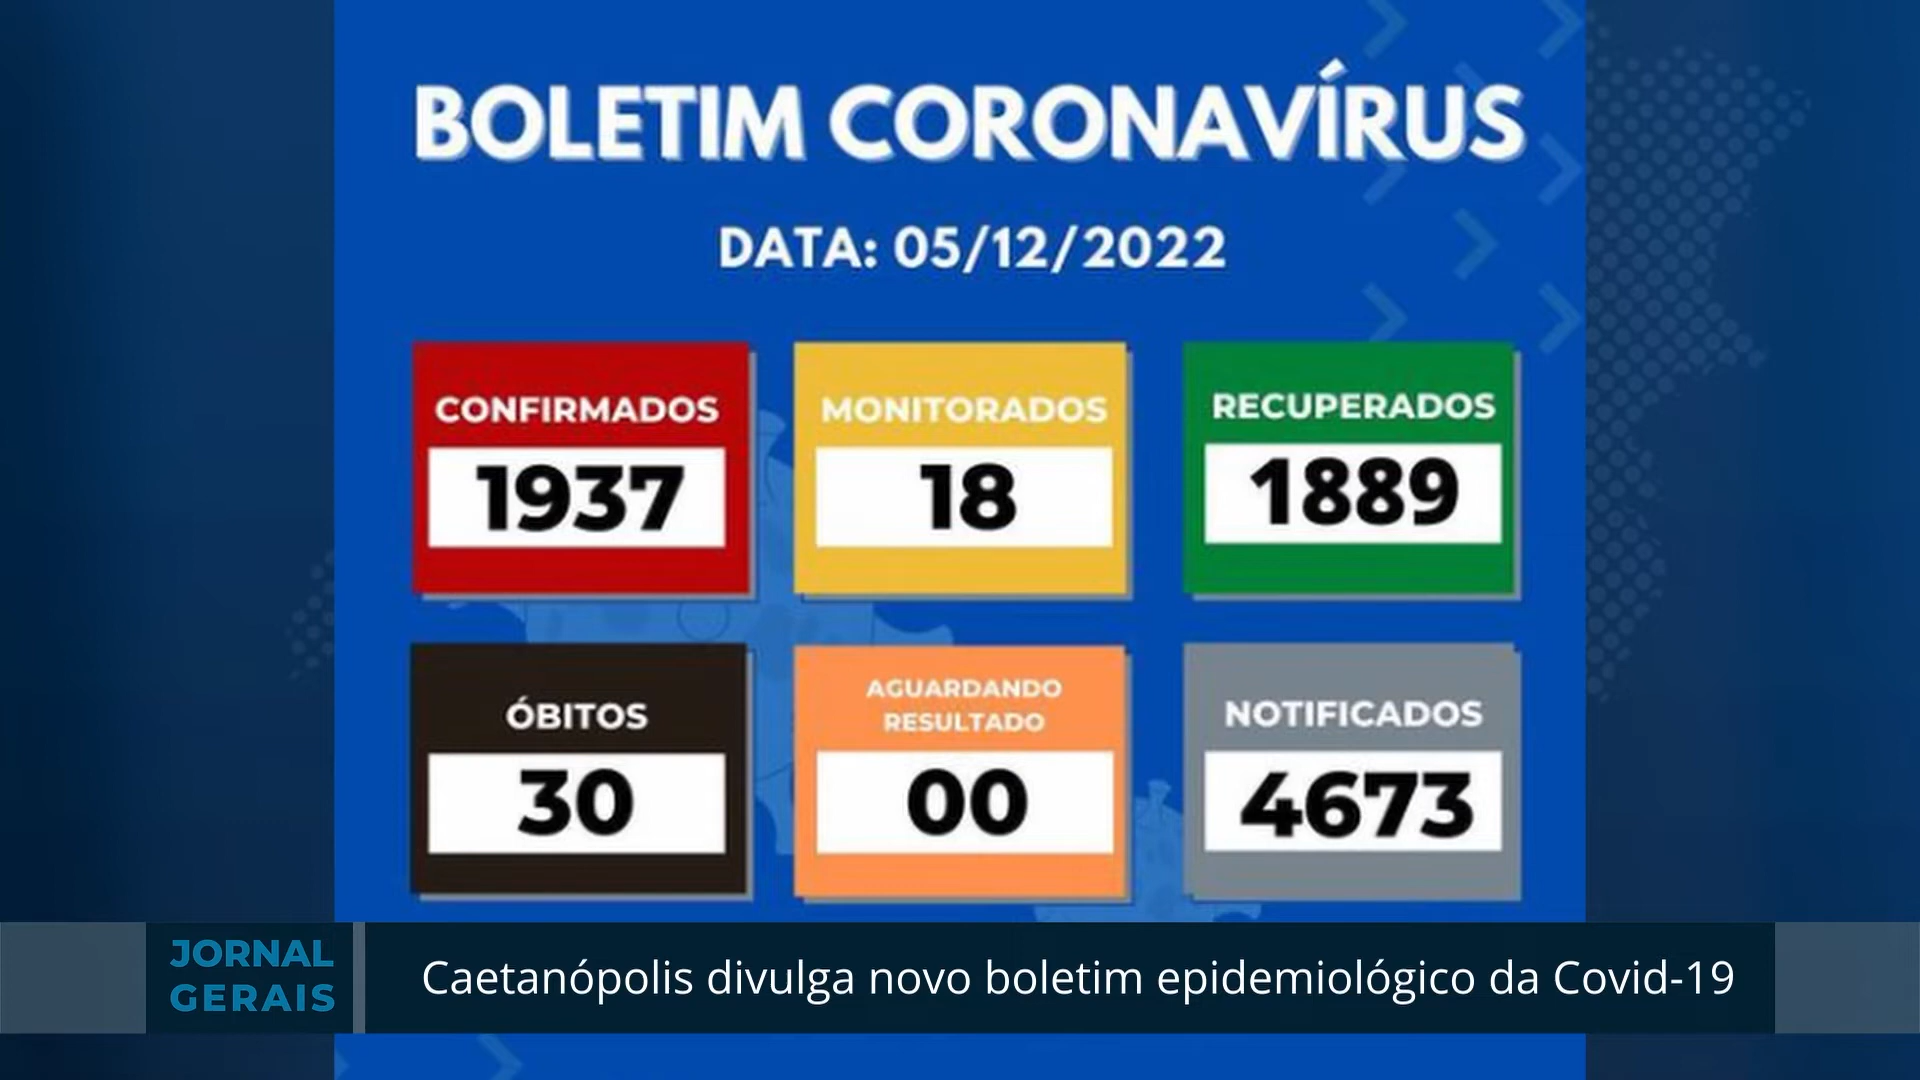 BOLETIM CORONAVÍRUS
DATA: 05/12/2022
CONFIRMADOS
1937
MONITORADOS
18
RECUPERADOS
1889
ÓBITOS
30
AGUARDANDO
RESULTADO
00
NOTIFICADOS
4673
JORNAL
GERAIS
Caetanópolis divulga novo boletim epidemiológico da Covid-19